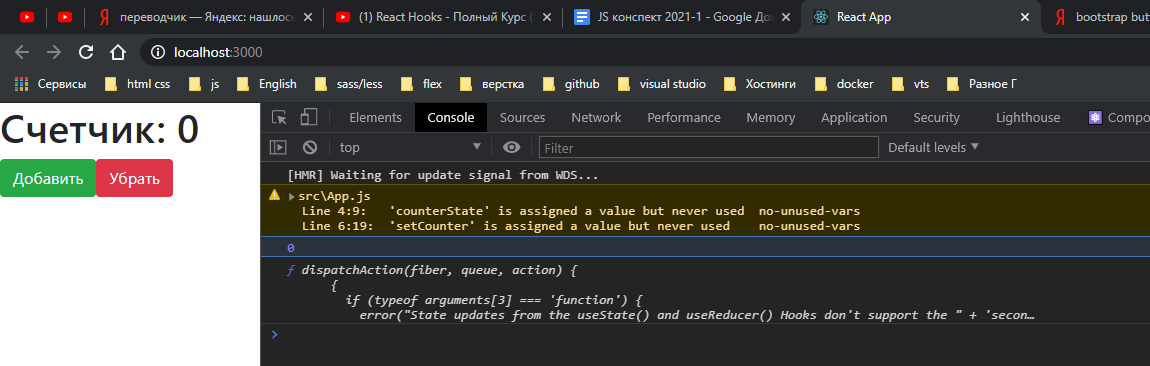 переводчик — Яндекс: нашлось
(1) React Hooks - Полный Курс (
JS конспект 2021-1 - Google До
React App
bootstrap but
localhost:3000
Сервисы html css js English sass/less flex верстка github visual studio Хостинги docker vts Разное Г
Счетчик: 0
Добавить Убрать
Elements Console Sources Network Performance Memory Application Security Lighthouse Compo
top Filter Default levels
[HMR] Waiting for update signal from WDS...
src\App.js
Line 4:9: 'counterState' is assigned a value but never used no-unused-vars
Line 6:19: 'setCounter' is assigned a value but never used no-unused-vars
0
ƒ dispatchAction(fiber, queue, action) {
{
if (typeof arguments[3] === 'function') {
error("State updates from the useState() and useReducer() Hooks don't support the " + 'secon…